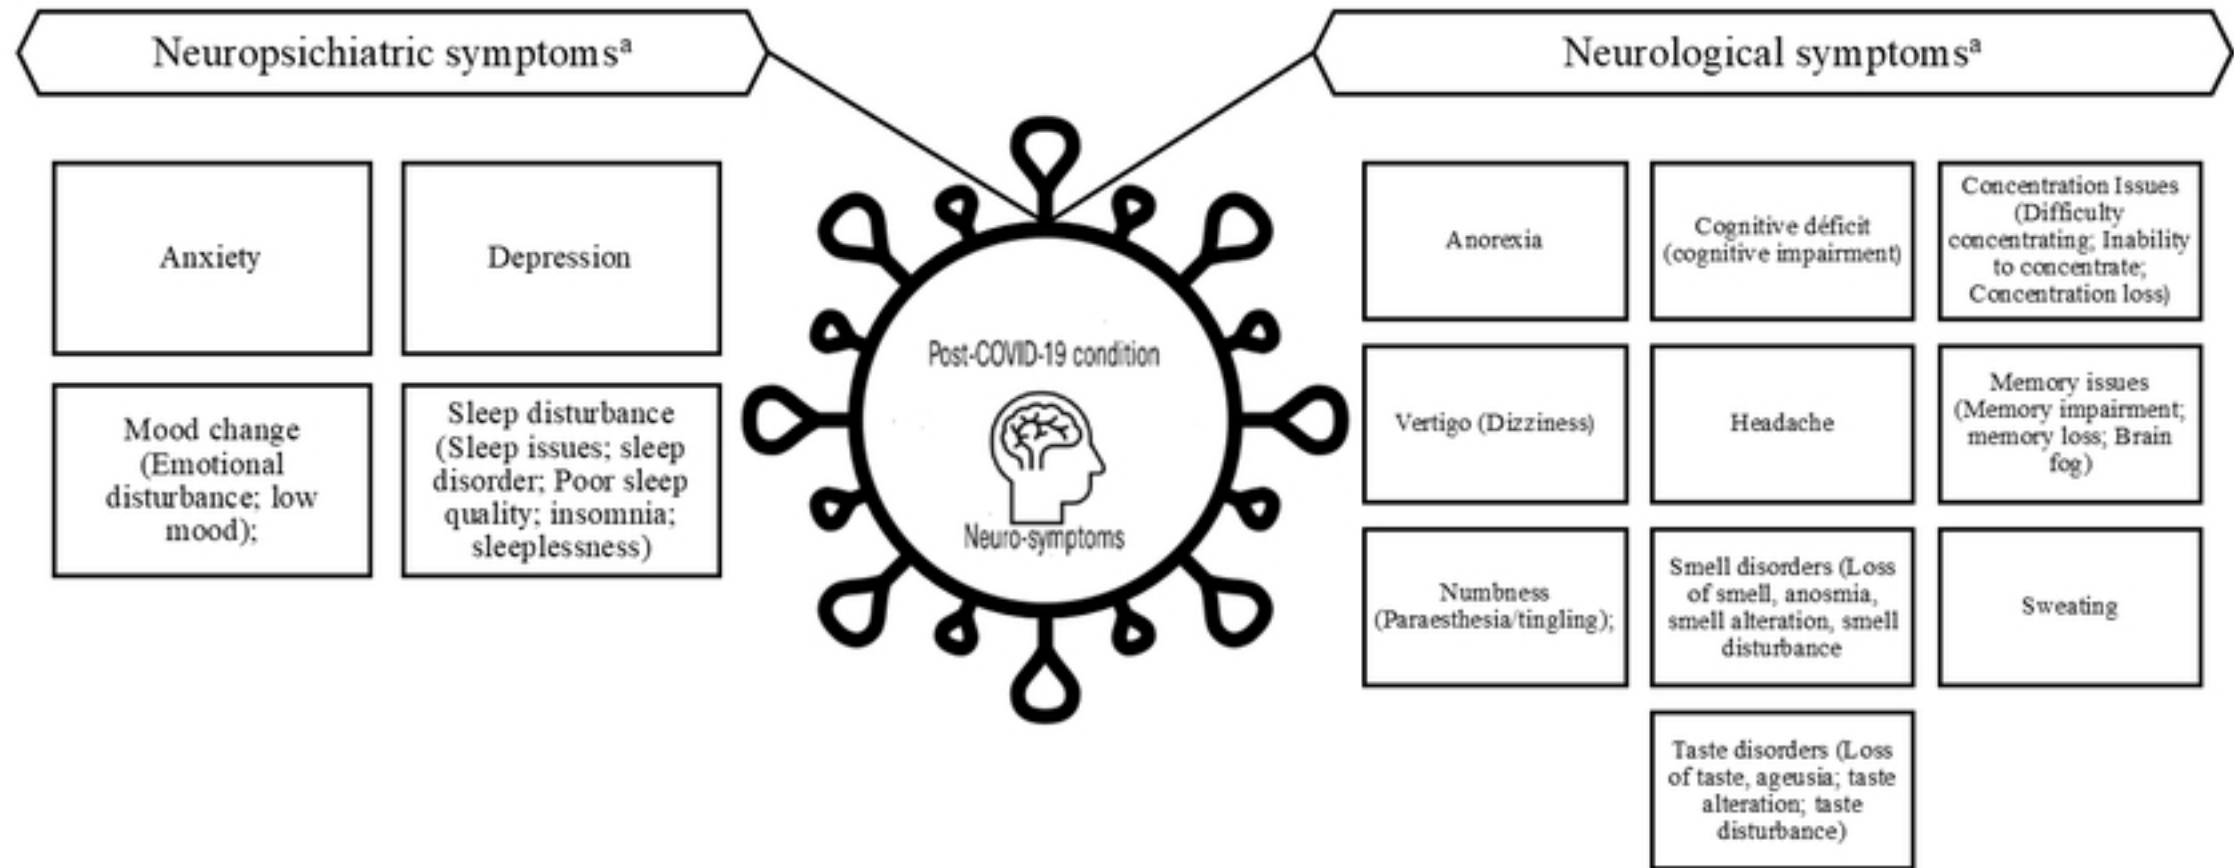 Neuropsichiatric symptomsᵃ
Anxiety
Depression
Mood change
(Emotional
disturbance; low
mood);
Sleep disturbance
(Sleep issues; sleep
disorder; Poor sleep
quality; insomnia;
sleeplessness)
Post-COVID-19 condition
Neuro-symptoms
Neurological symptomsᵃ
Anorexia
Cognitive déficit
(cognitive impairment)
Concentration Issues
(Difficulty
concentrating; Inability
to concentrate;
Concentration loss)
Vertigo (Dizziness)
Headache
Memory issues
(Memory impairment;
memory loss; Brain
fog)
Numbness
(Paraesthesia/tingling);
Smell disorders (Loss
of smell, anosmia,
smell alteration, smell
disturbance
Sweating
Taste disorders (Loss
of taste, ageusia; taste
alteration; taste
disturbance)